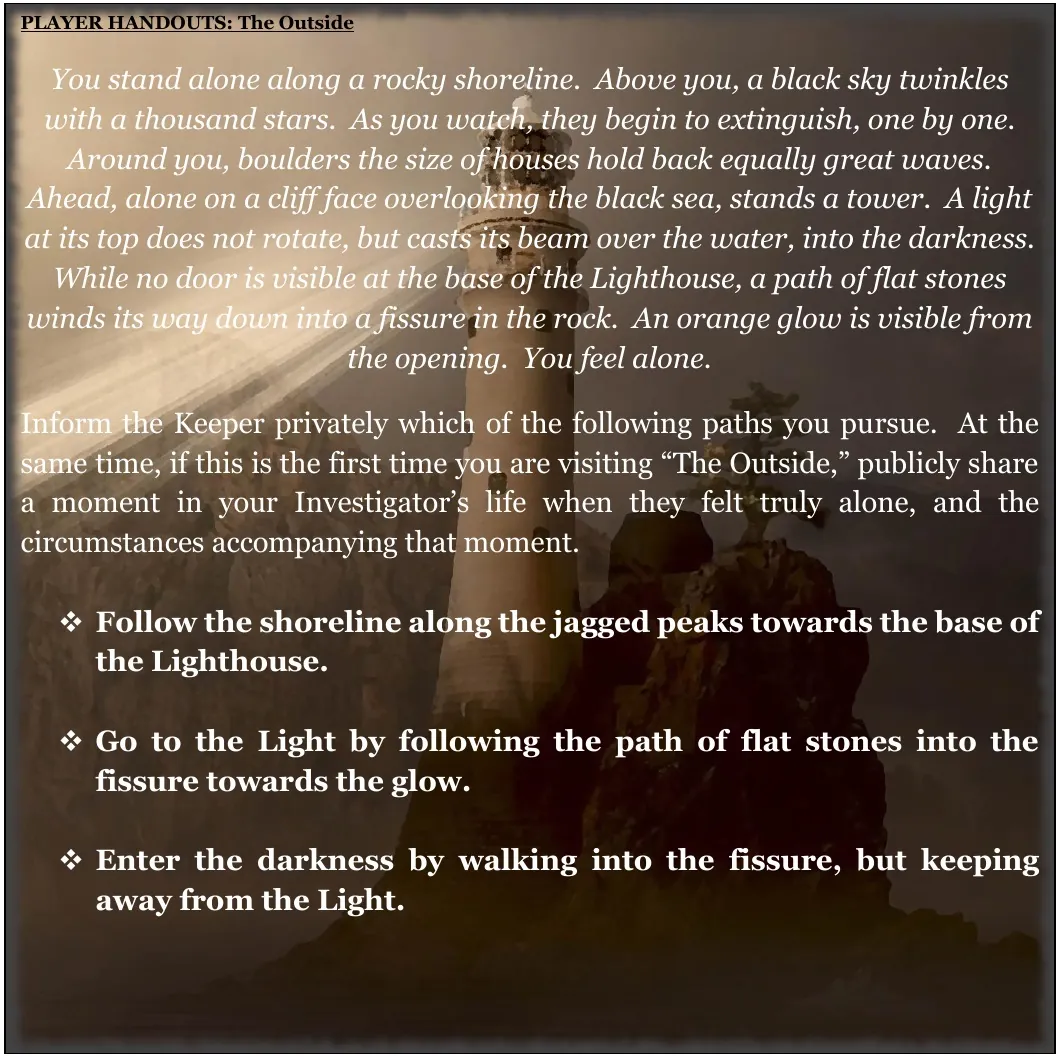 PLAYER HANDOUTS: The Outside
You stand alone along a rocky shoreline.  Above you, a black sky twinkles
with a thousand stars.  As you watch, they begin to extinguish, one by one.
Around you, boulders the size of houses hold back equally great waves.
Ahead, alone on a cliff face overlooking the black sea, stands a tower.  A light
at its top does not rotate, but casts its beam over the water, into the darkness.
While no door is visible at the base of the Lighthouse, a path of flat stones
winds its way down into a fissure in the rock.  An orange glow is visible from
the opening.  You feel alone.
Inform the Keeper privately which of the following paths you pursue.  At the
same time, if this is the first time you are visiting “The Outside,” publicly share
a moment in your Investigator’s life when they felt truly alone, and the
circumstances accompanying that moment.
❖ Follow the shoreline along the jagged peaks towards the base of
the Lighthouse.
❖ Go to the Light by following the path of flat stones into the
fissure towards the glow.
❖ Enter the darkness by walking into the fissure, but keeping
away from the Light.